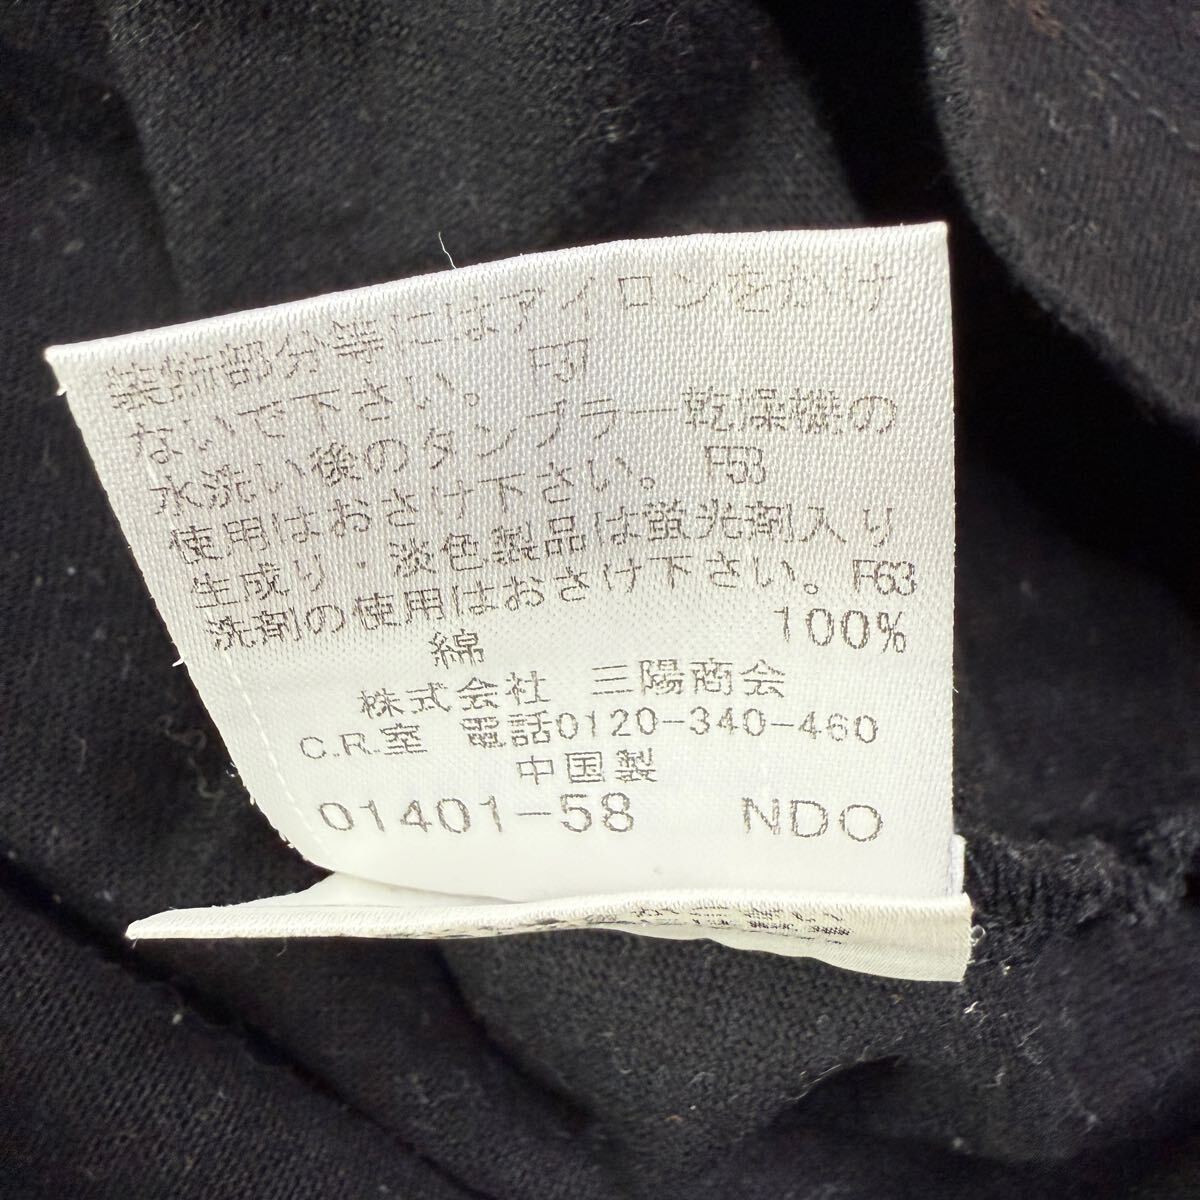 装飾部分等にはアイロンをかけ
ないで下さい。 F37
水洗い後のタンブラー乾燥機の
使用はおさけ下さい。 F53
生成り・淡色製品は蛍光剤入り
洗剤の使用はおさけ下さい。F63
綿 100%
株式会社 三陽商会
C.R.室 電話0120-340-460
中国製
01401-58 NDO